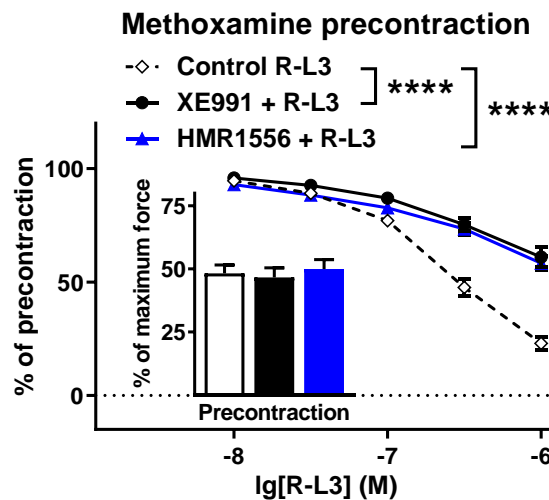 Methoxamine precontraction
Control R-L3
XE991 + R-L3
HMR1556 + R-L3
****
****
% of precontraction
100
50
0
% of maximum force
75
50
25
Precontraction
-8
-7
-6
lg[R-L3] (M)